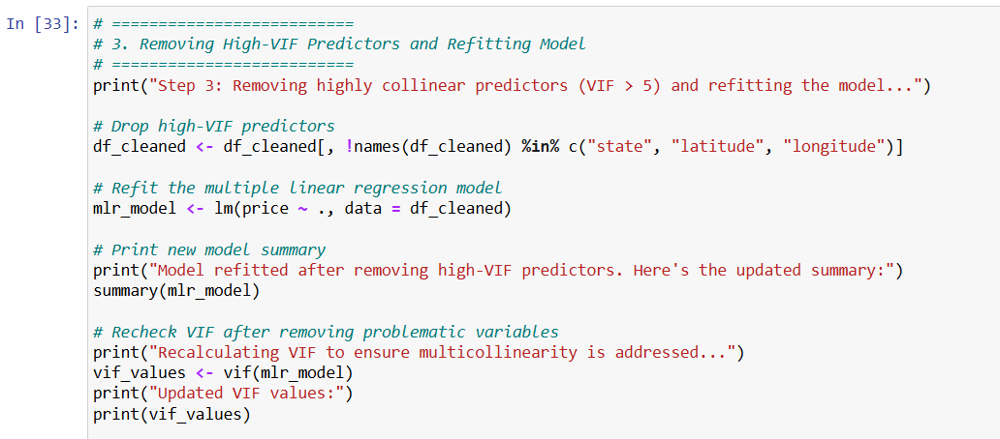 In [33]: # ==========================
# 3. Removing High-VIF Predictors and Refitting Model
# ==========================
print("Step 3: Removing highly collinear predictors (VIF > 5) and refitting the model...")
# Drop high-VIF predictors
df_cleaned <- df_cleaned[, !names(df_cleaned) %in% c("state", "latitude", "longitude")]
# Refit the multiple linear regression model
mlr_model <- lm(price ~ ., data = df_cleaned)
# Print new model summary
print("Model refitted after removing high-VIF predictors. Here's the updated summary:")
summary(mlr_model)
# Recheck VIF after removing problematic variables
print("Recalculating VIF to ensure multicollinearity is addressed...")
vif_values <- vif(mlr_model)
print("Updated VIF values:")
print(vif_values)